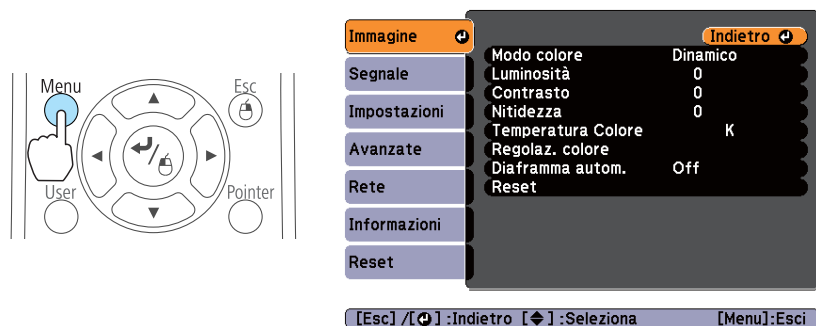 Menu
Esc
User
Pointer
Immagine
Segnale
Impostazioni
Avanzate
Rete
Informazioni
Reset
Indietro
Modo colore Dinamico
Luminosità 0
Contrasto 0
Nitidezza 0
Temperatura Colore K
Regolaz. colore
Diaframma autom. Off
Reset
[Esc] /[ ] :Indietro [ ] :Seleziona [Menu]:Esci